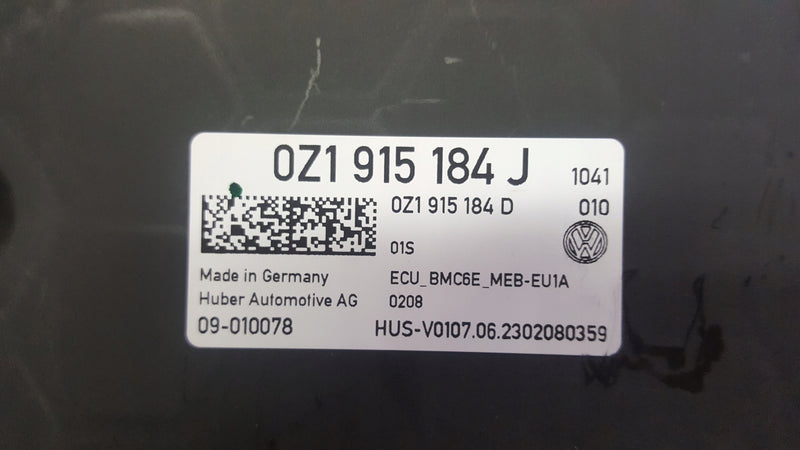 0Z1 915 184 J 1041
0Z1 915 184 D 010
01S
Made in Germany ECU_BMC6E_MEB-EU1A
Huber Automotive AG 0208
09-010078 HUS-V0107.06.2302080359